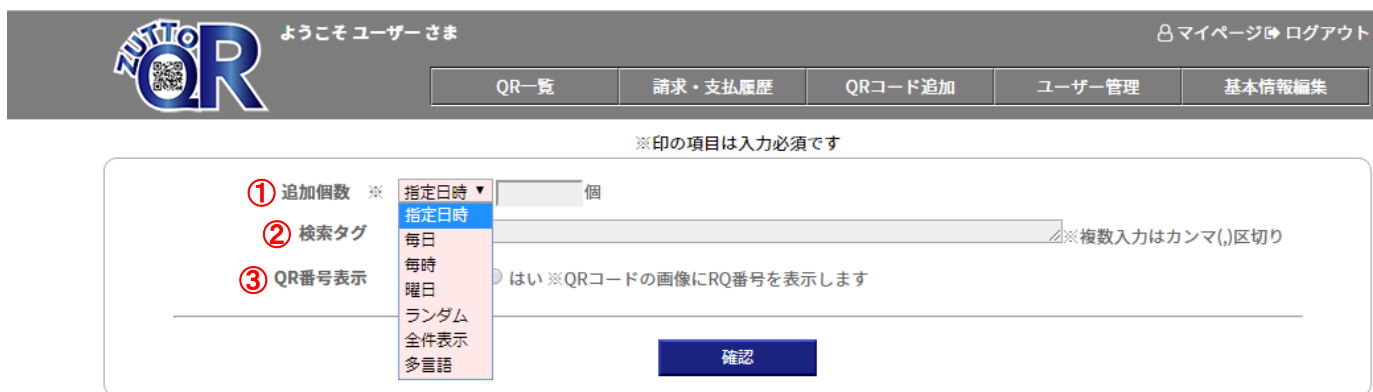 ZUTTO QR
ようこそ ユーザー さま
マイページ ログアウト
QR一覧 請求・支払履歴 QRコード追加 ユーザー管理 基本情報編集
※印の項目は入力必須です
① 追加個数 ※ 指定日時 ▼ 個
指定日時
② 検索タグ ※複数入力はカンマ(,)区切り
毎日
毎時
③ QR番号表示 はい ※QRコードの画像にRQ番号を表示します
曜日
ランダム
全件表示
多言語
確認